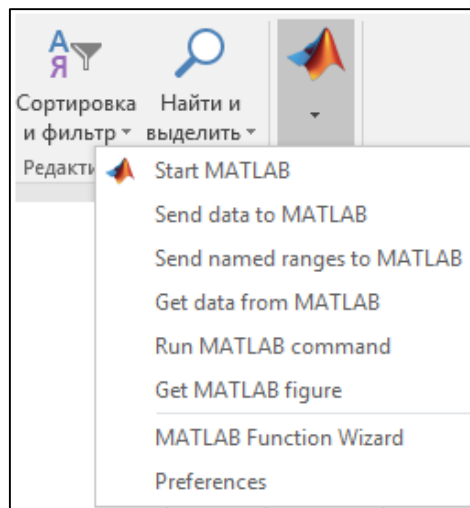 А
Я
Сортировка
и фильтр
Найти и
выделить
Редакти
Start MATLAB
Send data to MATLAB
Send named ranges to MATLAB
Get data from MATLAB
Run MATLAB command
Get MATLAB figure
MATLAB Function Wizard
Preferences